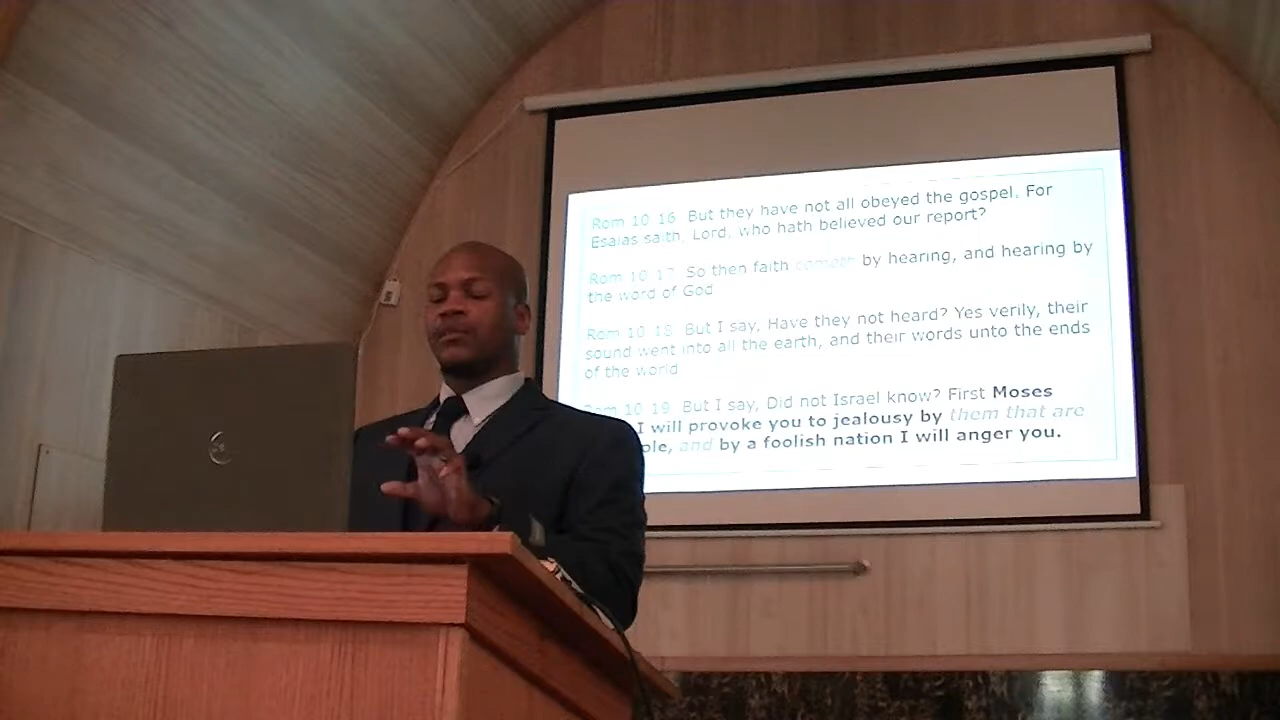 Rom 10 16 But they have not all obeyed the gospel. For
Esaias saith, Lord, who hath believed our report?
Rom 10 17 So then faith cometh by hearing, and hearing by
the word of God
Rom 10 18 But I say, Have they not heard? Yes verily, their
sound went into all the earth, and their words unto the ends
of the world
Rom 10 19 But I say, Did not Israel know? First Moses
I will provoke you to jealousy by them that are
ple, and by a foolish nation I will anger you.